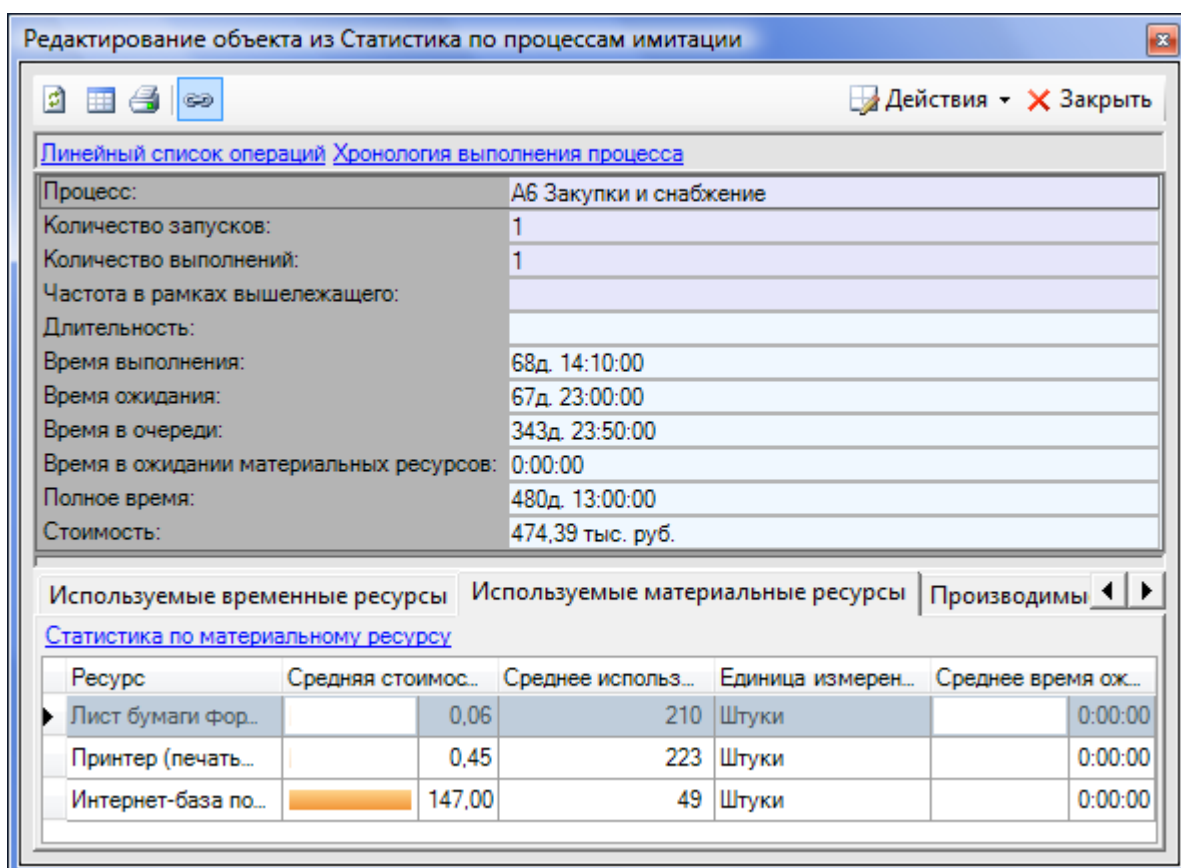 Редактирование объекта из Статистика по процессам имитации
Действия Закрыть
Линейный список операций Хронология выполнения процесса
Процесс: А6 Закупки и снабжение
Количество запусков: 1
Количество выполнений: 1
Частота в рамках вышележащего:
Длительность:
Время выполнения: 68д. 14:10:00
Время ожидания: 67д. 23:00:00
Время в очереди: 343д. 23:50:00
Время в ожидании материальных ресурсов: 0:00:00
Полное время: 480д. 13:00:00
Стоимость: 474,39 тыс. руб.
Используемые временные ресурсы Используемые материальные ресурсы Производимы
Статистика по материальному ресурсу
Ресурс Средняя стоимос... Среднее использ... Единица измерен... Среднее время ож...
Лист бумаги фор... 0,06 210 Штуки 0:00:00
Принтер (печать... 0,45 223 Штуки 0:00:00
Интернет-база по... 147,00 49 Штуки 0:00:00